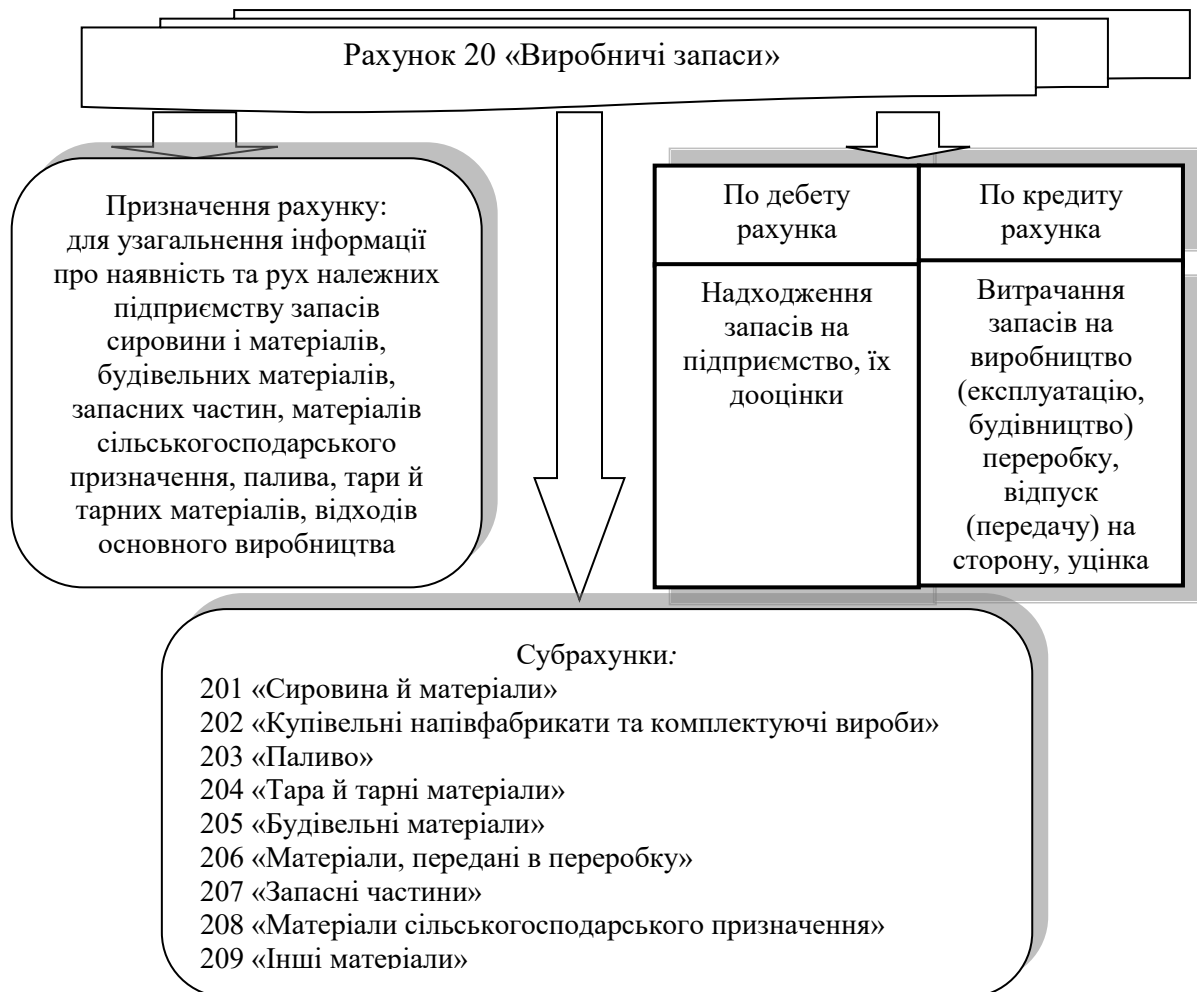 Рахунок 20 «Виробничі запаси»
Призначення рахунку:
для узагальнення інформації
про наявність та рух належних
підприємству запасів
сировини і матеріалів,
будівельних матеріалів,
запасних частин, матеріалів
сільськогосподарського
призначення, палива, тари й
тарних матеріалів, відходів
основного виробництва
По дебету
рахунка
По кредиту
рахунка
Надходження
запасів на
підприємство, їх
дооцінки
Витрачання
запасів на
виробництво
(експлуатацію,
будівництво)
переробку,
відпуск
(передачу) на
сторону, уцінка
Субрахунки:
201 «Сировина й матеріали»
202 «Купівельні напівфабрикати та комплектуючі вироби»
203 «Паливо»
204 «Тара й тарні матеріали»
205 «Будівельні матеріали»
206 «Матеріали, передані в переробку»
207 «Запасні частини»
208 «Матеріали сільськогосподарського призначення»
209 «Інші матеріали»